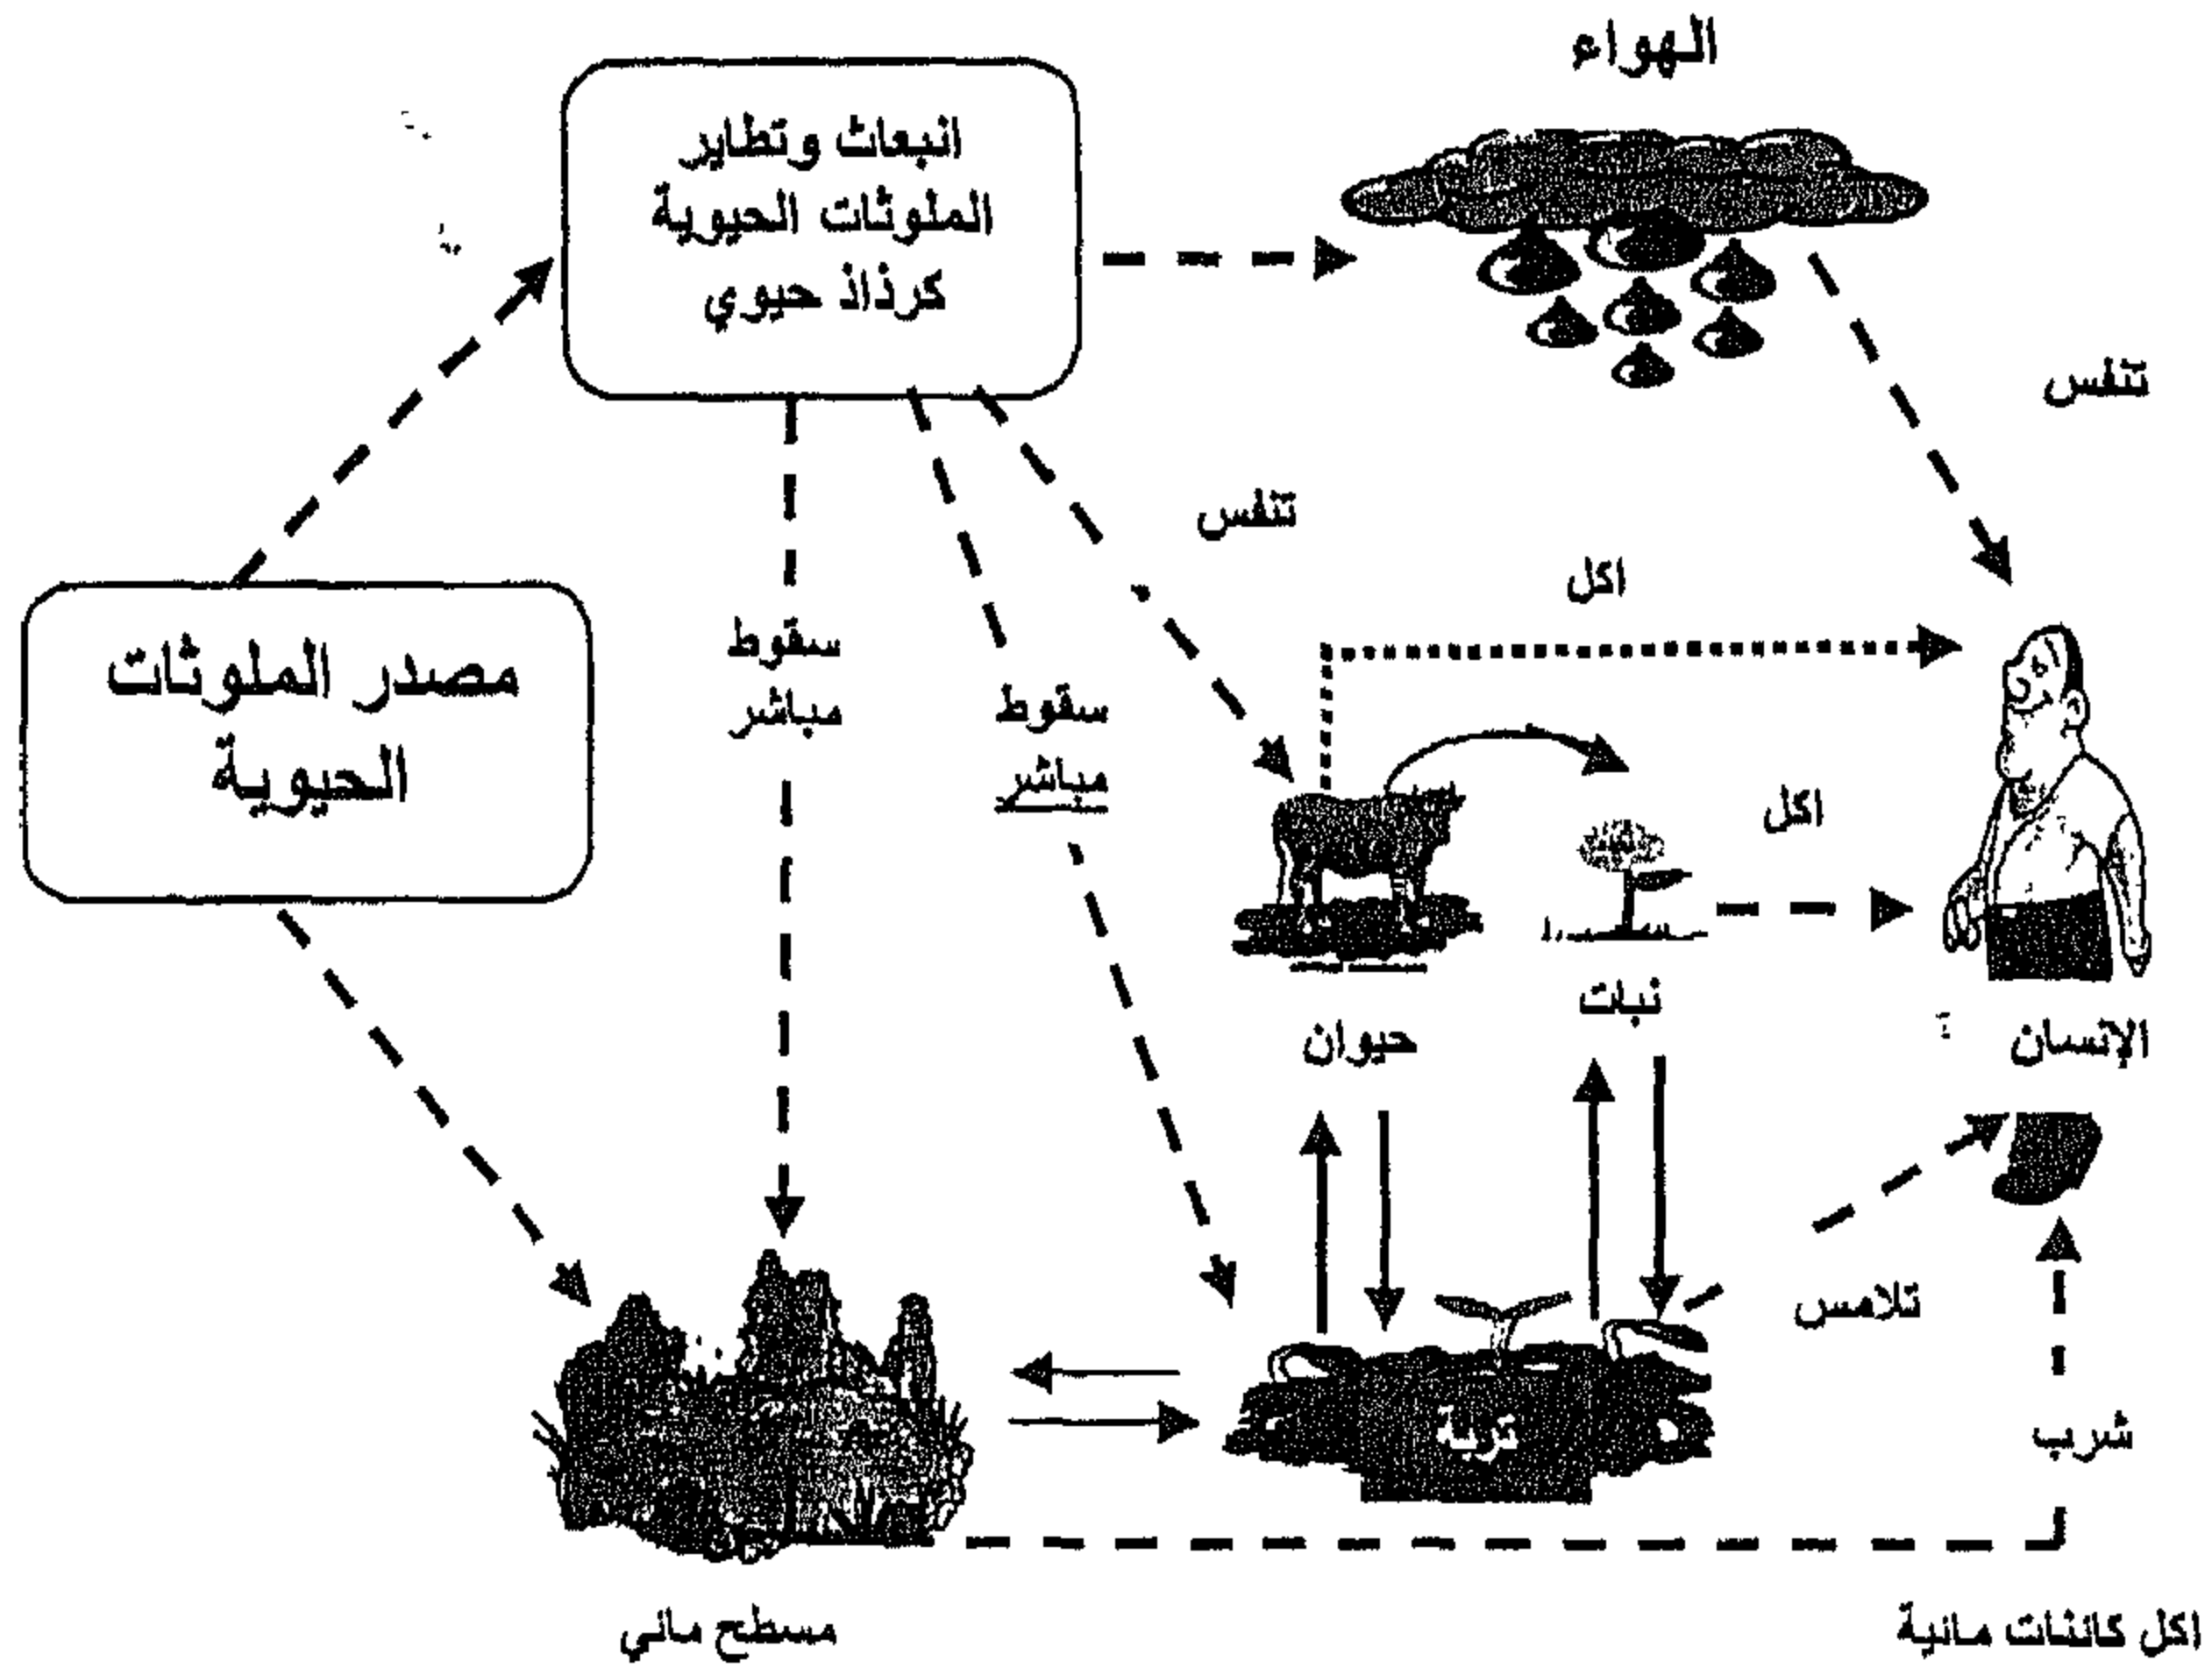 الهواء
انبعاث وتطاير
الملوثات الحيوية
كرذاذ حيوي
تنفس
تنفس
اكل
مصدر الملوثات
الحيوية
سقوط
مباشر
سقوط
مباشر
اكل
نبات
حيوان
الإنسان
تلامس
تربة
شرب
مسطح مائي
اكل كائنات مائية